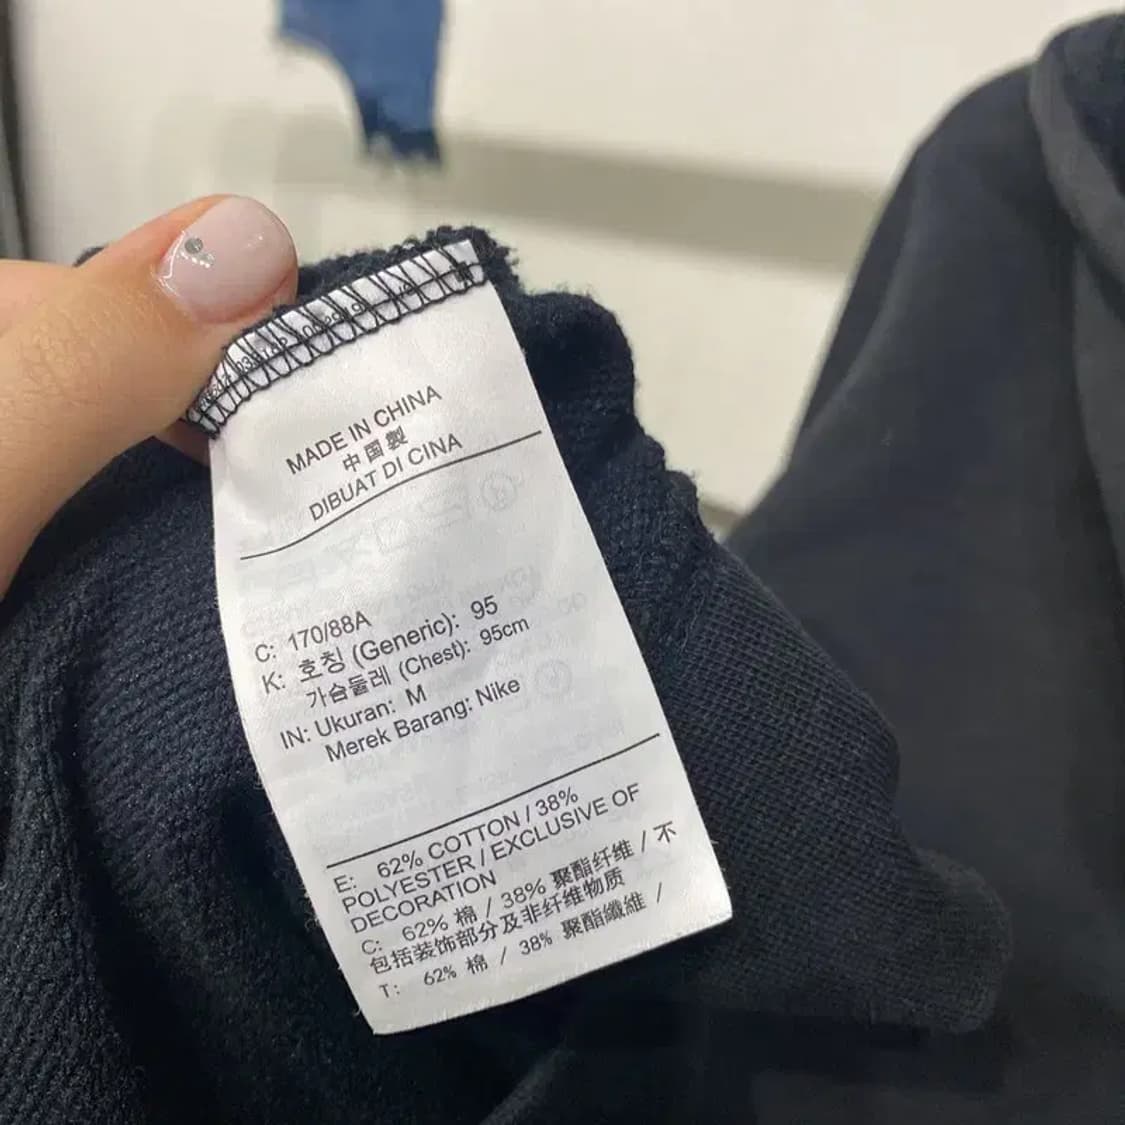 MADE IN CHINA
中国製
DIBUAT DI CINA
C: 170/88A
K: 호칭 (Generic): 95
가슴둘레 (Chest): 95cm
IN: Ukuran: M
Merek Barang: Nike
E: 62% COTTON / 38%
POLYESTER / EXCLUSIVE OF
DECORATION
C: 62% 棉 / 38% 聚酯纤维 / 不
包括装饰部分及非纤维物质
T: 62% 棉 / 38% 聚酯纖維 /